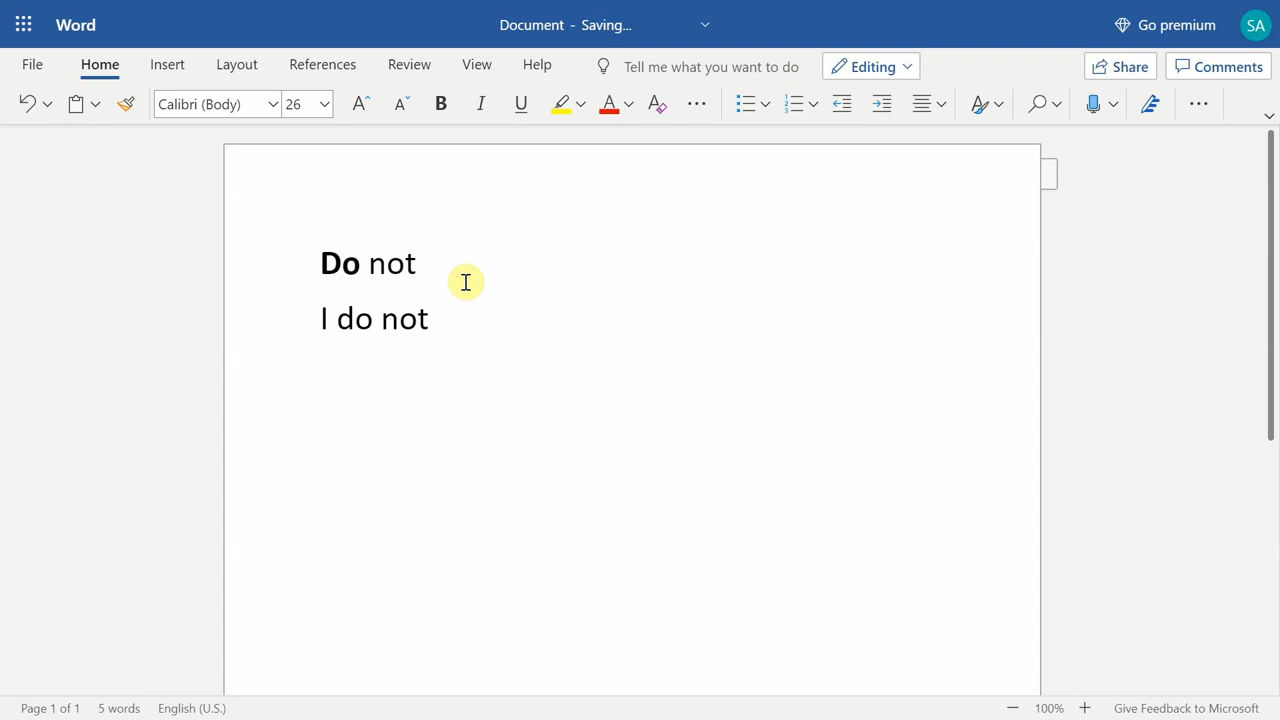 Word
Document - Saving...
Go premium
SA
File
Home
Insert
Layout
References
Review
View
Help
Tell me what you want to do
Editing
Share
Comments
Calibri (Body)
26
Do not
I do not
Page 1 of 1
5 words
English (U.S.)
100%
Give Feedback to Microsoft